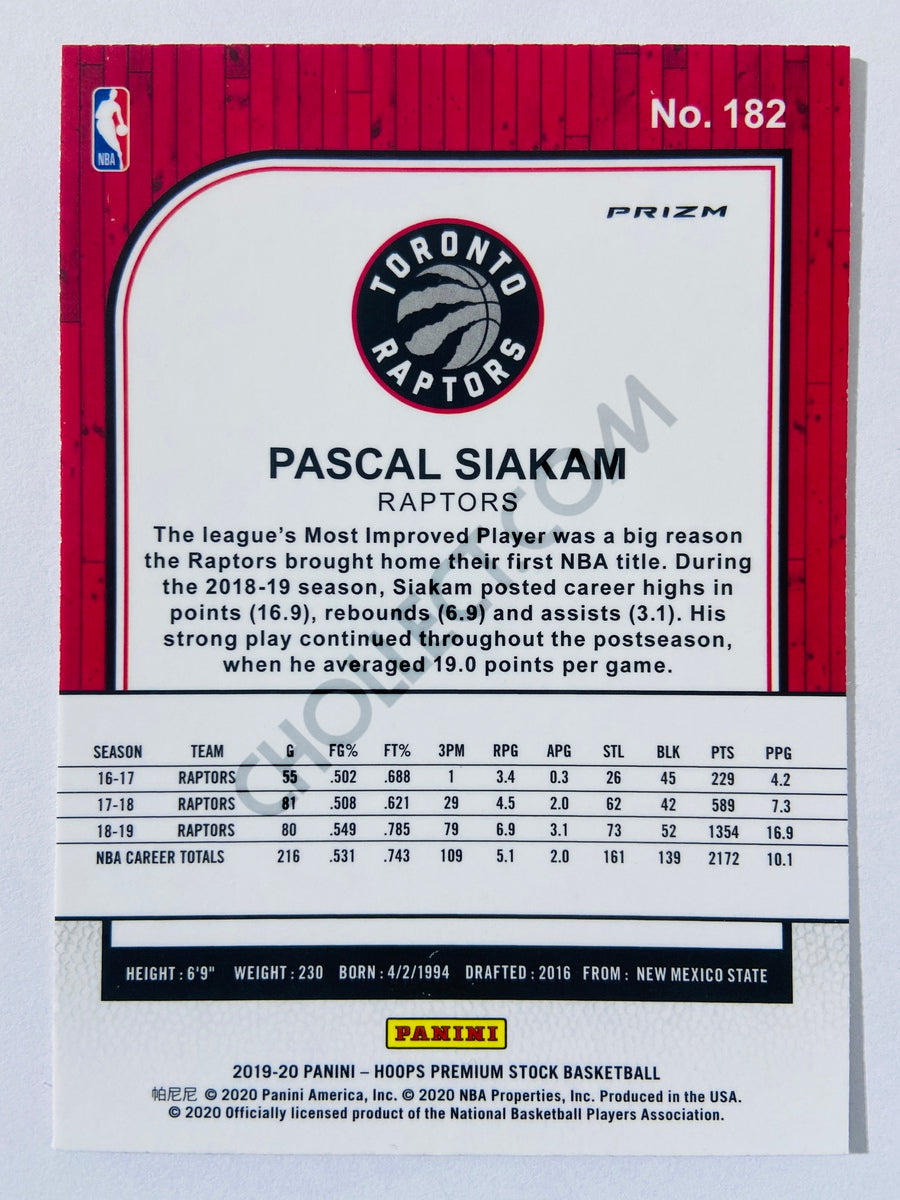 No. 182
NBA
PRIZM
TORONTO
RAPTORS
PASCAL SIAKAM
RAPTORS
The league's Most Improved Player was a big reason
the Raptors brought home their first NBA title. During
the 2018-19 season, Siakam posted career highs in
points (16.9), rebounds (6.9) and assists (3.1). His
strong play continued throughout the postseason,
when he averaged 19.0 points per game.
CHOLLECT.COM
SEASON TEAM G FG% FT% 3PM RPG APG STL BLK PTS PPG
16-17 RAPTORS 55 .502 .688 1 3.4 0.3 26 45 229 4.2
17-18 RAPTORS 81 .508 .621 29 4.5 2.0 62 42 589 7.3
18-19 RAPTORS 80 .549 .785 79 6.9 3.1 73 52 1354 16.9
NBA CAREER TOTALS 216 .531 .743 109 5.1 2.0 161 139 2172 10.1
HEIGHT : 6'9" WEIGHT : 230 BORN : 4/2/1994 DRAFTED : 2016 FROM : NEW MEXICO STATE
PANINI
2019-20 PANINI – HOOPS PREMIUM STOCK BASKETBALL
帕尼尼 © 2020 Panini America, Inc. © 2020 NBA Properties, Inc. Produced in the USA.
© 2020 Officially licensed product of the National Basketball Players Association.